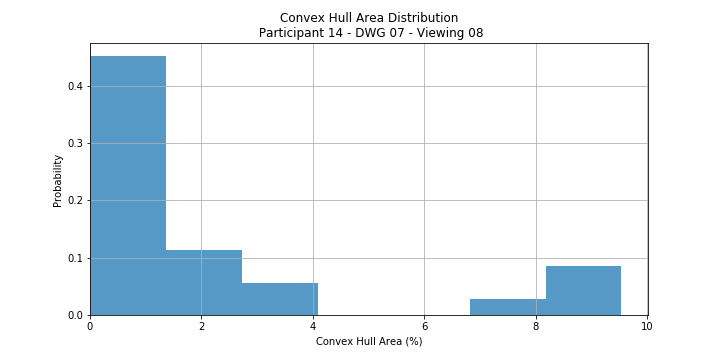 Convex Hull Area Distribution
Participant 14 - DWG 07 - Viewing 08
Probability
0.4
0.3
0.2
0.1
0.0
0 2 4 6 8 10
Convex Hull Area (%)